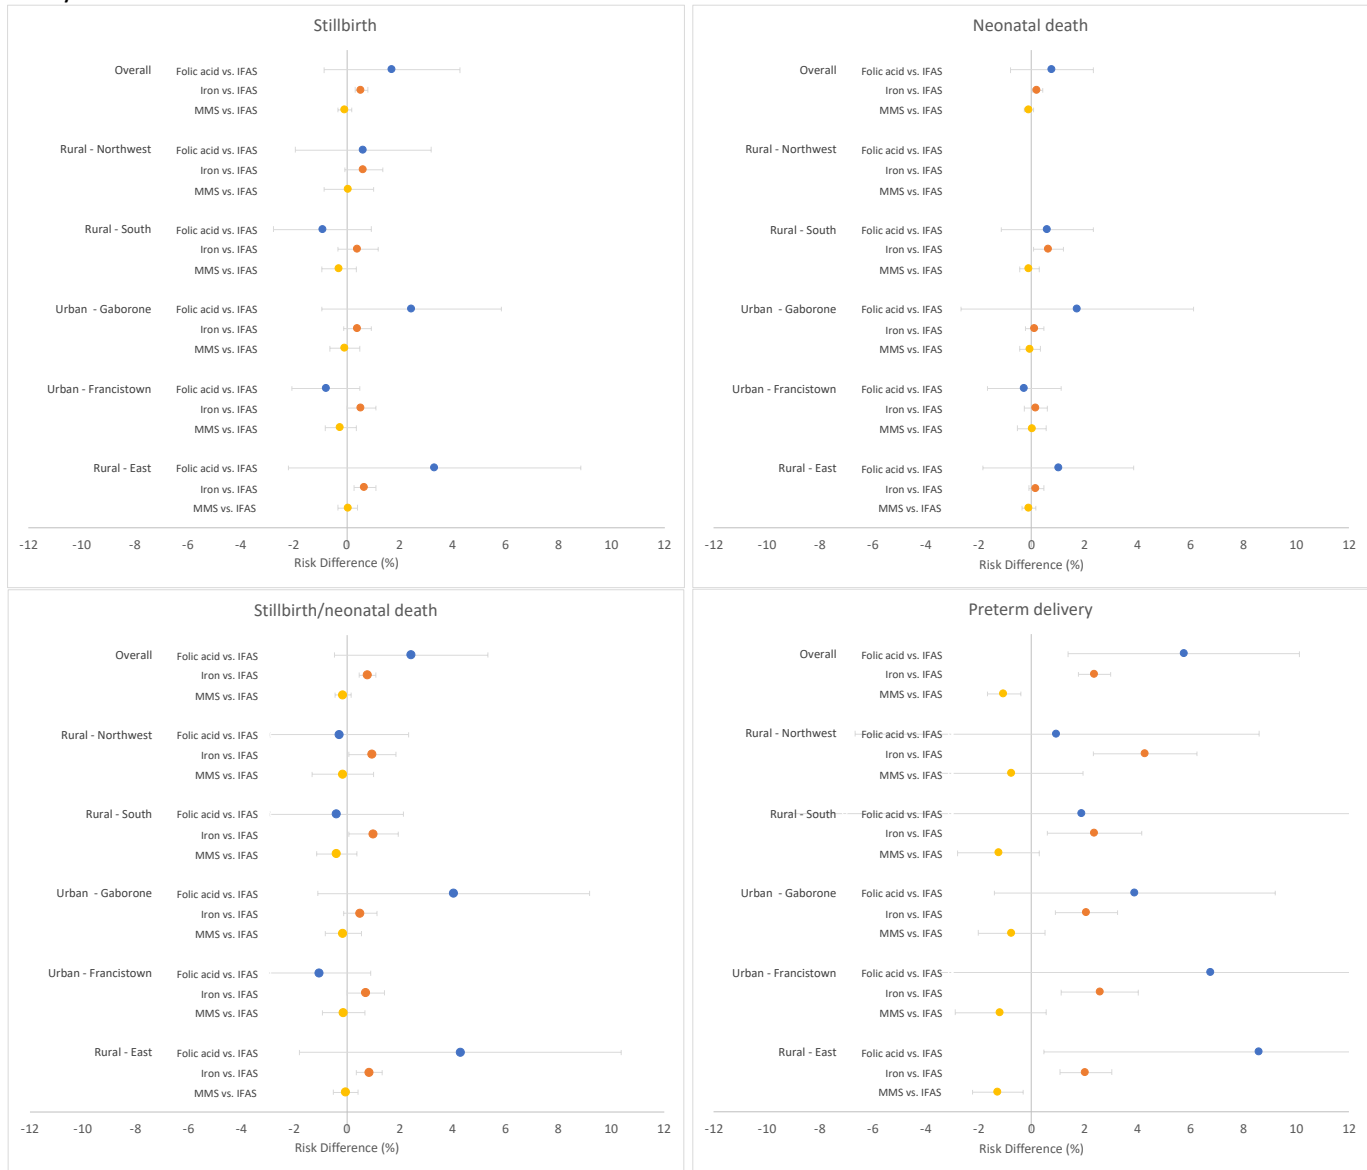 Stillbirth
Overall Folic acid vs. IFAS
Iron vs. IFAS
MMS vs. IFAS
Rural - Northwest Folic acid vs. IFAS
Iron vs. IFAS
MMS vs. IFAS
Rural - South Folic acid vs. IFAS
Iron vs. IFAS
MMS vs. IFAS
Urban - Gaborone Folic acid vs. IFAS
Iron vs. IFAS
MMS vs. IFAS
Urban - Francistown Folic acid vs. IFAS
Iron vs. IFAS
MMS vs. IFAS
Rural - East Folic acid vs. IFAS
Iron vs. IFAS
MMS vs. IFAS
-12 -10 -8 -6 -4 -2 0 2 4 6 8 10 12
Risk Difference (%)
Neonatal death
Overall Folic acid vs. IFAS
Iron vs. IFAS
MMS vs. IFAS
Rural - Northwest Folic acid vs. IFAS
Iron vs. IFAS
MMS vs. IFAS
Rural - South Folic acid vs. IFAS
Iron vs. IFAS
MMS vs. IFAS
Urban - Gaborone Folic acid vs. IFAS
Iron vs. IFAS
MMS vs. IFAS
Urban - Francistown Folic acid vs. IFAS
Iron vs. IFAS
MMS vs. IFAS
Rural - East Folic acid vs. IFAS
Iron vs. IFAS
MMS vs. IFAS
-12 -10 -8 -6 -4 -2 0 2 4 6 8 10 12
Risk Difference (%)
Stillbirth/neonatal death
Overall Folic acid vs. IFAS
Iron vs. IFAS
MMS vs. IFAS
Rural - Northwest Folic acid vs. IFAS
Iron vs. IFAS
MMS vs. IFAS
Rural - South Folic acid vs. IFAS
Iron vs. IFAS
MMS vs. IFAS
Urban - Gaborone Folic acid vs. IFAS
Iron vs. IFAS
MMS vs. IFAS
Urban - Francistown Folic acid vs. IFAS
Iron vs. IFAS
MMS vs. IFAS
Rural - East Folic acid vs. IFAS
Iron vs. IFAS
MMS vs. IFAS
-12 -10 -8 -6 -4 -2 0 2 4 6 8 10 12
Risk Difference (%)
Preterm delivery
Overall Folic acid vs. IFAS
Iron vs. IFAS
MMS vs. IFAS
Rural - Northwest Folic acid vs. IFAS
Iron vs. IFAS
MMS vs. IFAS
Rural - South Folic acid vs. IFAS
Iron vs. IFAS
MMS vs. IFAS
Urban - Gaborone Folic acid vs. IFAS
Iron vs. IFAS
MMS vs. IFAS
Urban - Francistown Folic acid vs. IFAS
Iron vs. IFAS
MMS vs. IFAS
Rural - East Folic acid vs. IFAS
Iron vs. IFAS
MMS vs. IFAS
-12 -10 -8 -6 -4 -2 0 2 4 6 8 10 12
Risk Difference (%)